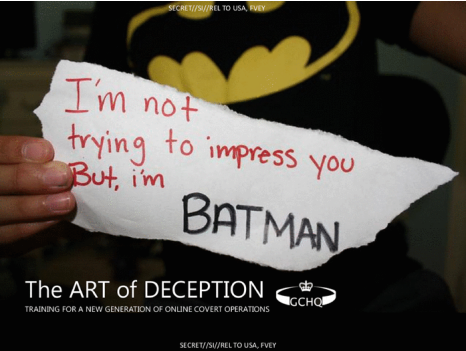 SECRET//SI//REL TO USA, FVEY
I'm not
trying to impress you
But, i'm
BATMAN
The ART of DECEPTION
GCHQ
TRAINING FOR A NEW GENERATION OF ONLINE COVERT OPERATIONS
SECRET//SI//REL TO USA, FVEY